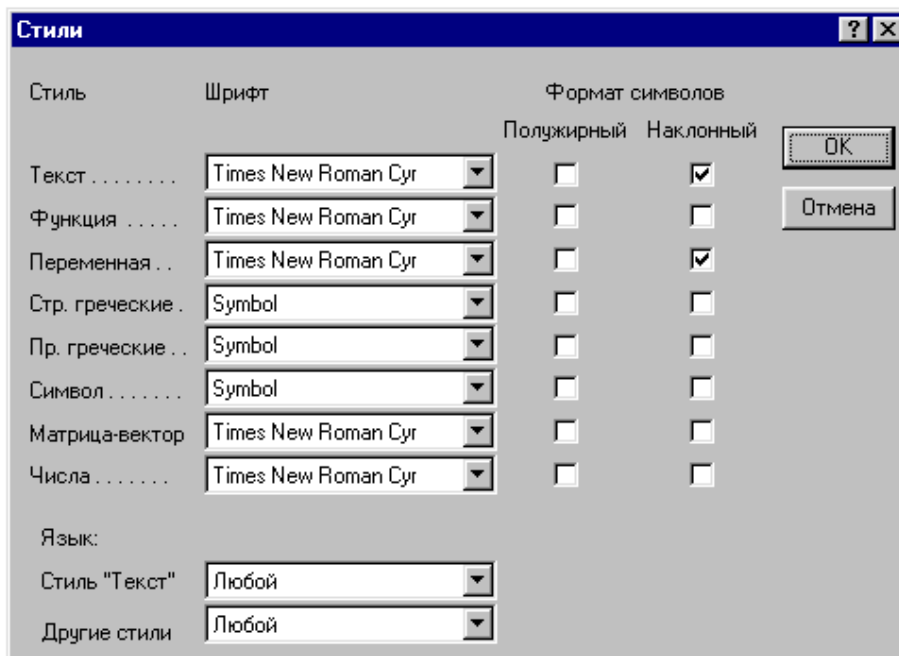 Стили
Стиль Шрифт Формат символов
Полужирный Наклонный
OK
Текст . . . . . . . . Times New Roman Cyr
Отмена
Функция . . . . . Times New Roman Cyr
Переменная . . Times New Roman Cyr
Стр. греческие . Symbol
Пр. греческие . . Symbol
Символ . . . . . . . Symbol
Матрица-вектор Times New Roman Cyr
Числа . . . . . . . Times New Roman Cyr
Язык:
Стиль "Текст" Любой
Другие стили Любой